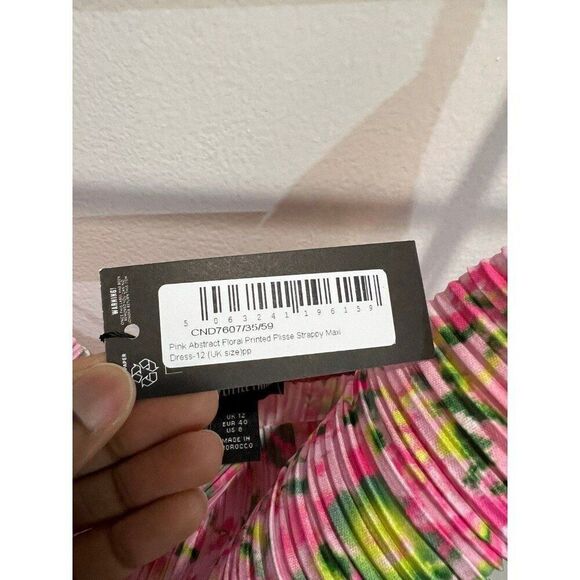 WARNING!
5 063241 196159
CND7607/35/59
Pink Abstract Floral Printed Plisse Strappy Maxi
Dress-12 (UK size)pp
UK 12
EUR 40
US 8
MADE IN
MOROCCO